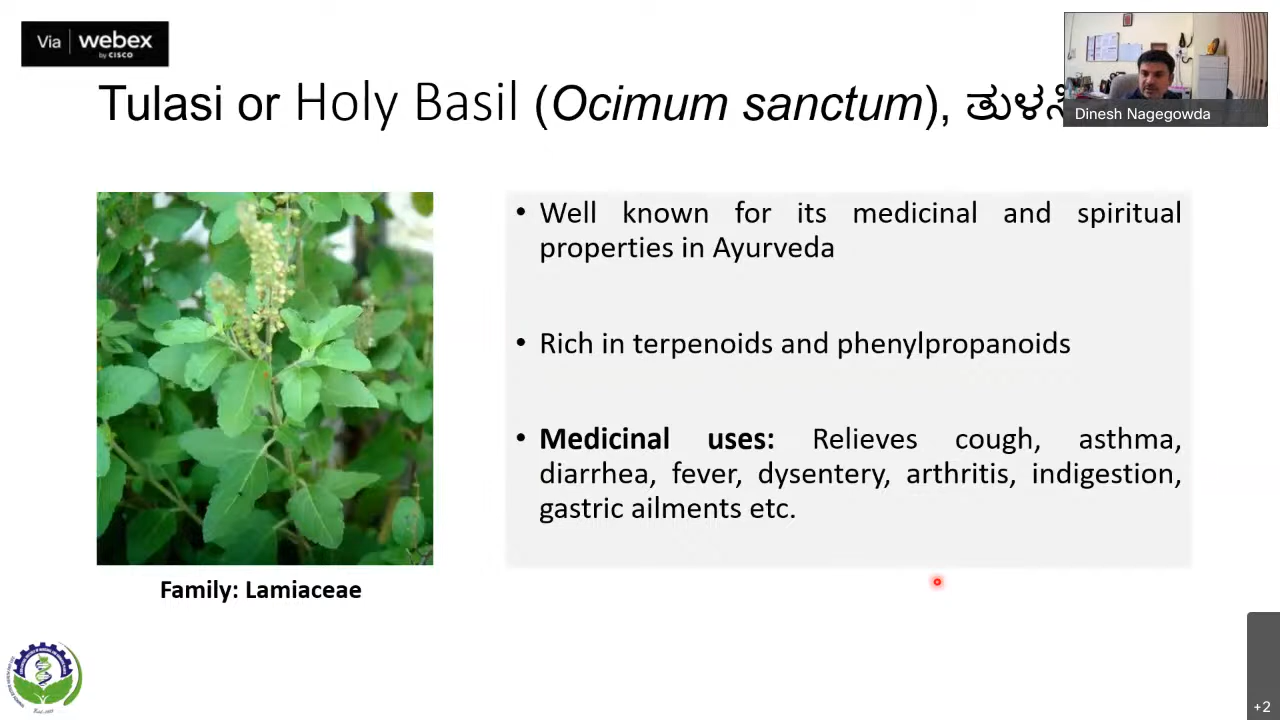 Via webex
by CISCO
Tulasi or Holy Basil (Ocimum sanctum),
Dinesh Nagegowda
• Well known for its medicinal and spiritual
properties in Ayurveda
• Rich in terpenoids and phenylpropanoids
• Medicinal uses: Relieves cough, asthma,
diarrhea, fever, dysentery, arthritis, indigestion,
gastric ailments etc.
Family: Lamiaceae
+2